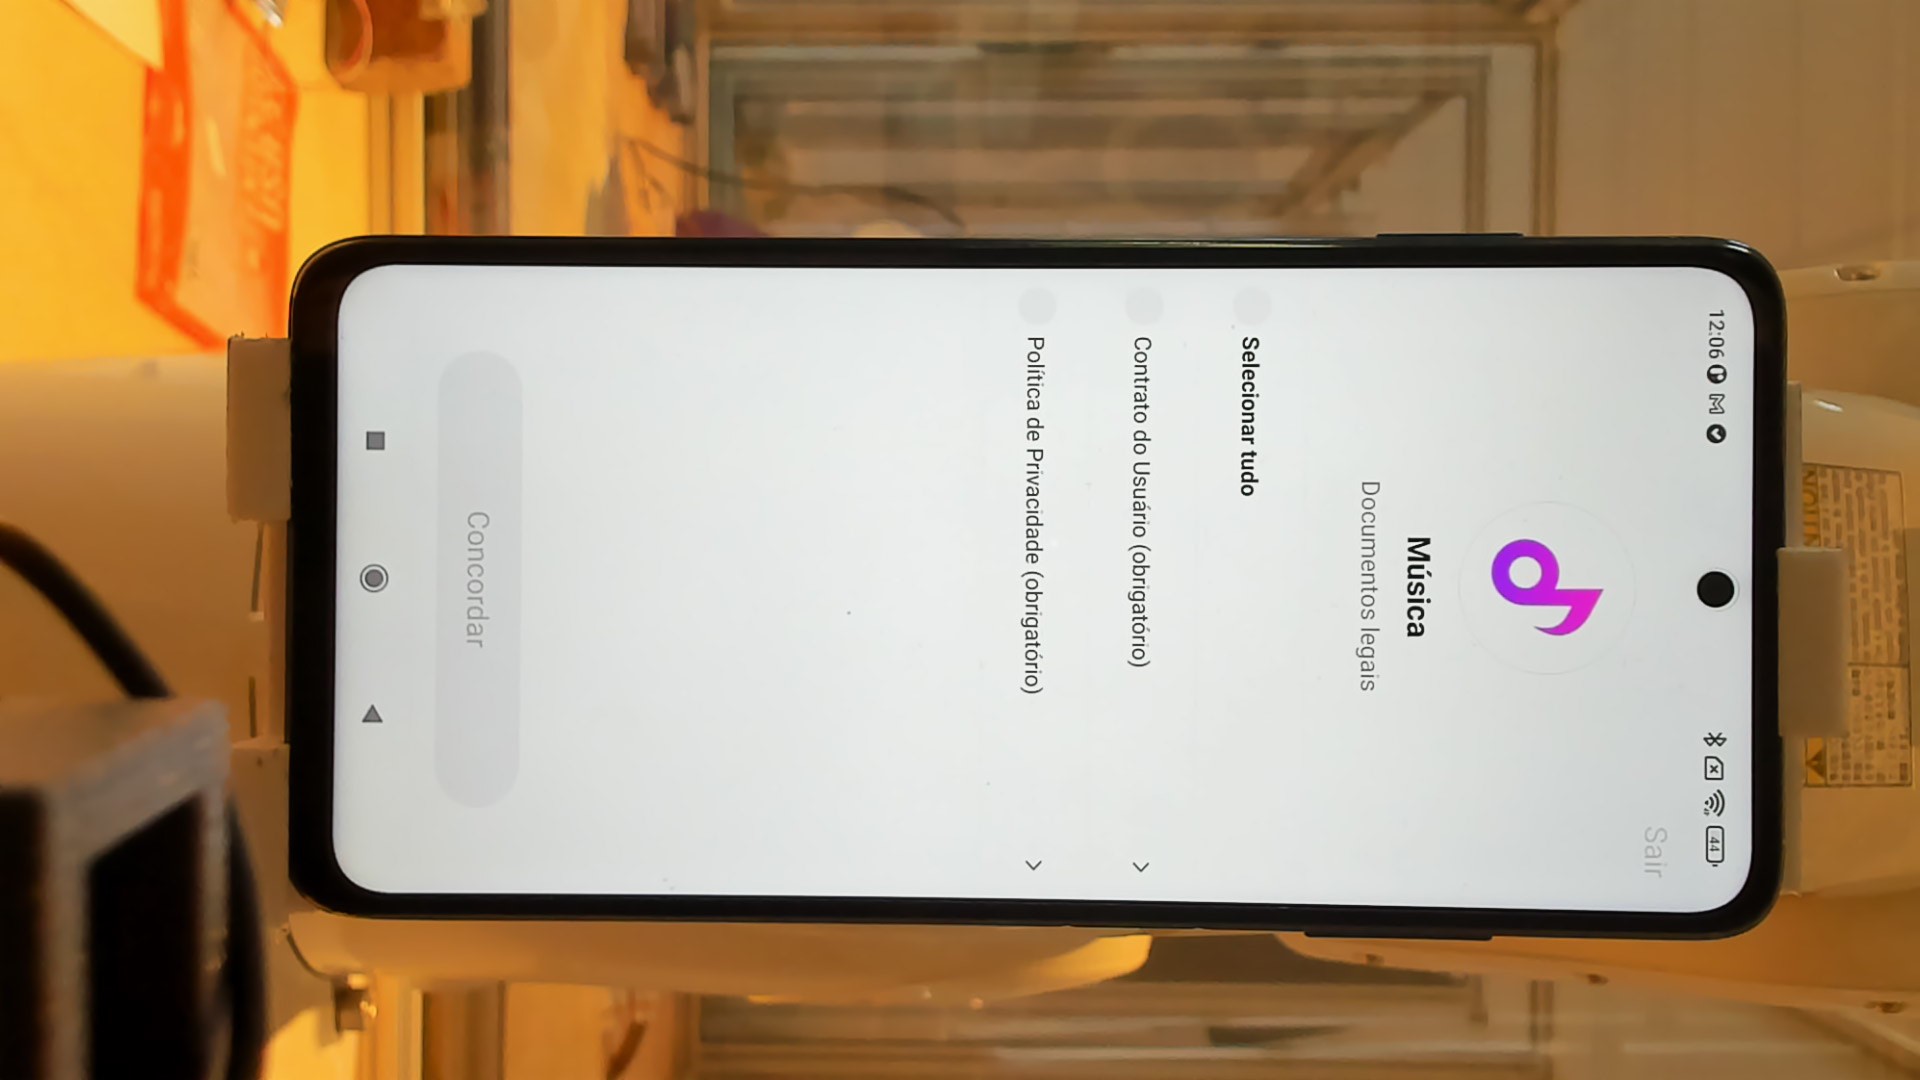 12:06
44
Sair
Música
Documentos legais
Selecionar tudo
Contrato do Usuário (obrigatório)
Política de Privacidade (obrigatório)
Concordar